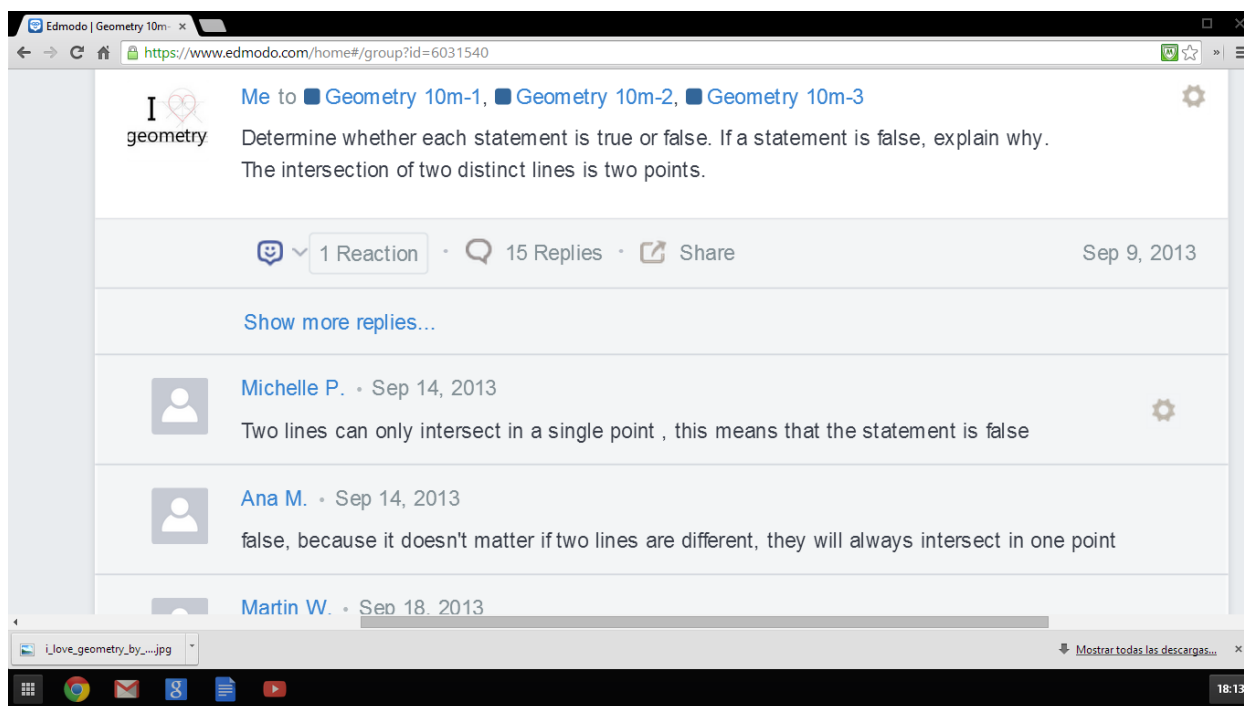 Edmodo | Geometry 10m-
https://www.edmodo.com/home#/group?id=6031540
I
geometry
Me to Geometry 10m-1, Geometry 10m-2, Geometry 10m-3
Determine whether each statement is true or false. If a statement is false, explain why.
The intersection of two distinct lines is two points.
1 Reaction · 15 Replies · Share
Sep 9, 2013
Show more replies...
Michelle P. • Sep 14, 2013
Two lines can only intersect in a single point , this means that the statement is false
Ana M. • Sep 14, 2013
false, because it doesn't matter if two lines are different, they will always intersect in one point
Martin W. • Sep 18, 2013
i_love_geometry_by_....jpg
Mostrar todas las descargas...
18:13